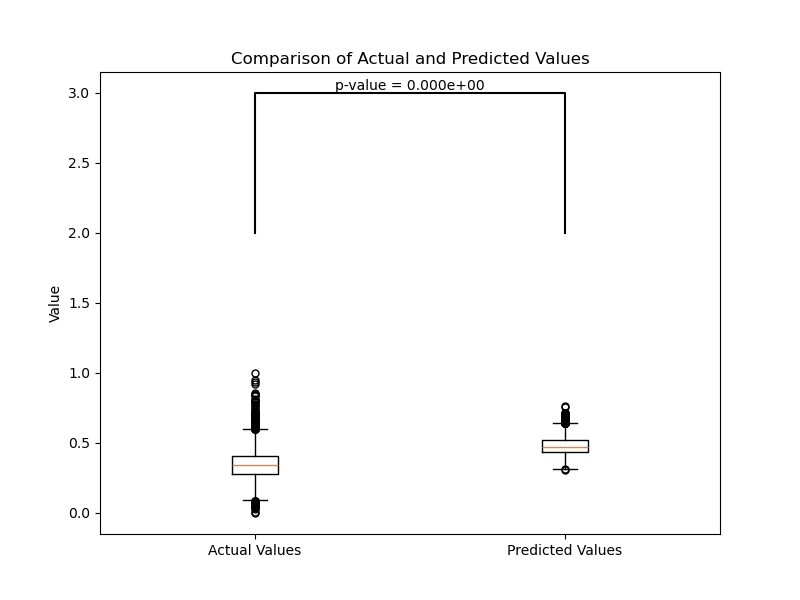 Comparison of Actual and Predicted Values
p-value = 0.000e+00
3.0
2.5
2.0
1.5
1.0
0.5
0.0
Value
Actual Values
Predicted Values